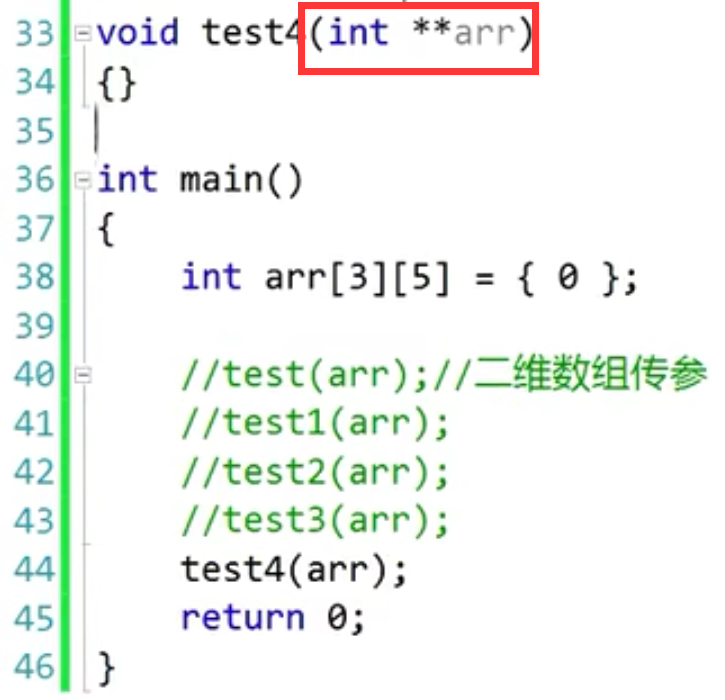 33 void test4(int **arr)
34 {}
35
36 int main()
37 {
38 int arr[3][5] = { 0 };
39
40 //test(arr);//二维数组传参
41 //test1(arr);
42 //test2(arr);
43 //test3(arr);
44 test4(arr);
45 return 0;
46 }